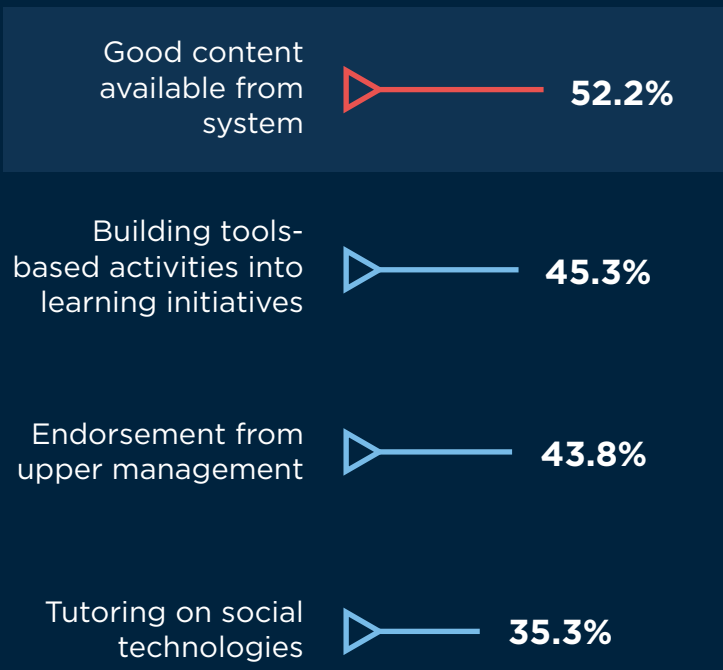 Good content
available from
system
52.2%
Building tools-
based activities into
learning initiatives
45.3%
Endorsement from
upper management
43.8%
Tutoring on social
technologies
35.3%